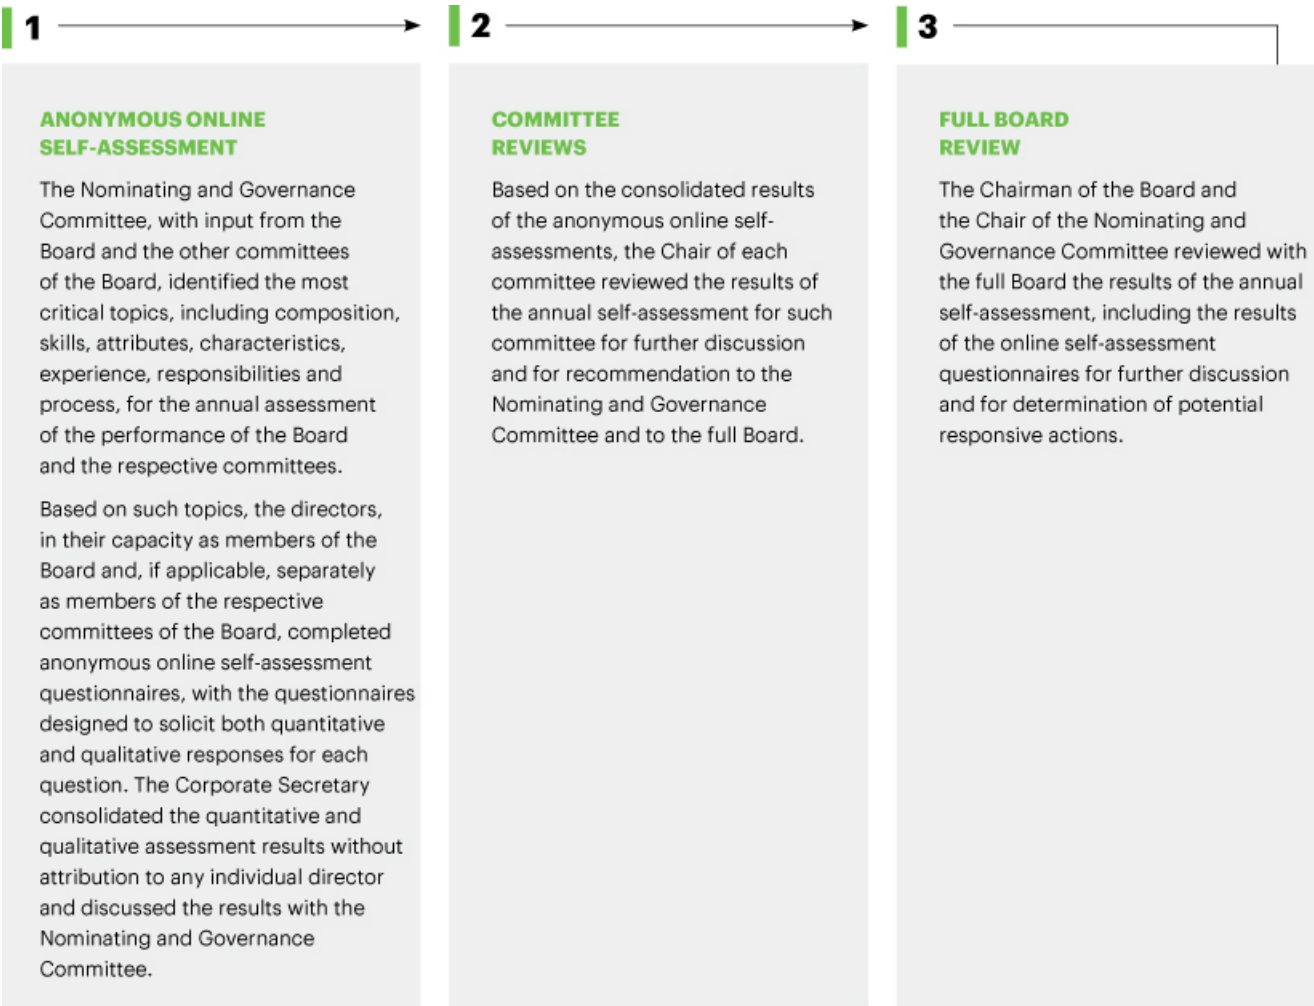 1
ANONYMOUS ONLINE
SELF-ASSESSMENT
The Nominating and Governance
Committee, with input from the
Board and the other committees
of the Board, identified the most
critical topics, including composition,
skills, attributes, characteristics,
experience, responsibilities and
process, for the annual assessment
of the performance of the Board
and the respective committees.
Based on such topics, the directors,
in their capacity as members of the
Board and, if applicable, separately
as members of the respective
committees of the Board, completed
anonymous online self-assessment
questionnaires, with the questionnaires
designed to solicit both quantitative
and qualitative responses for each
question. The Corporate Secretary
consolidated the quantitative and
qualitative assessment results without
attribution to any individual director
and discussed the results with the
Nominating and Governance
Committee.
2
COMMITTEE
REVIEWS
Based on the consolidated results
of the anonymous online self-
assessments, the Chair of each
committee reviewed the results of
the annual self-assessment for such
committee for further discussion
and for recommendation to the
Nominating and Governance
Committee and to the full Board.
3
FULL BOARD
REVIEW
The Chairman of the Board and
the Chair of the Nominating and
Governance Committee reviewed with
the full Board the results of the annual
self-assessment, including the results
of the online self-assessment
questionnaires for further discussion
and for determination of potential
responsive actions.